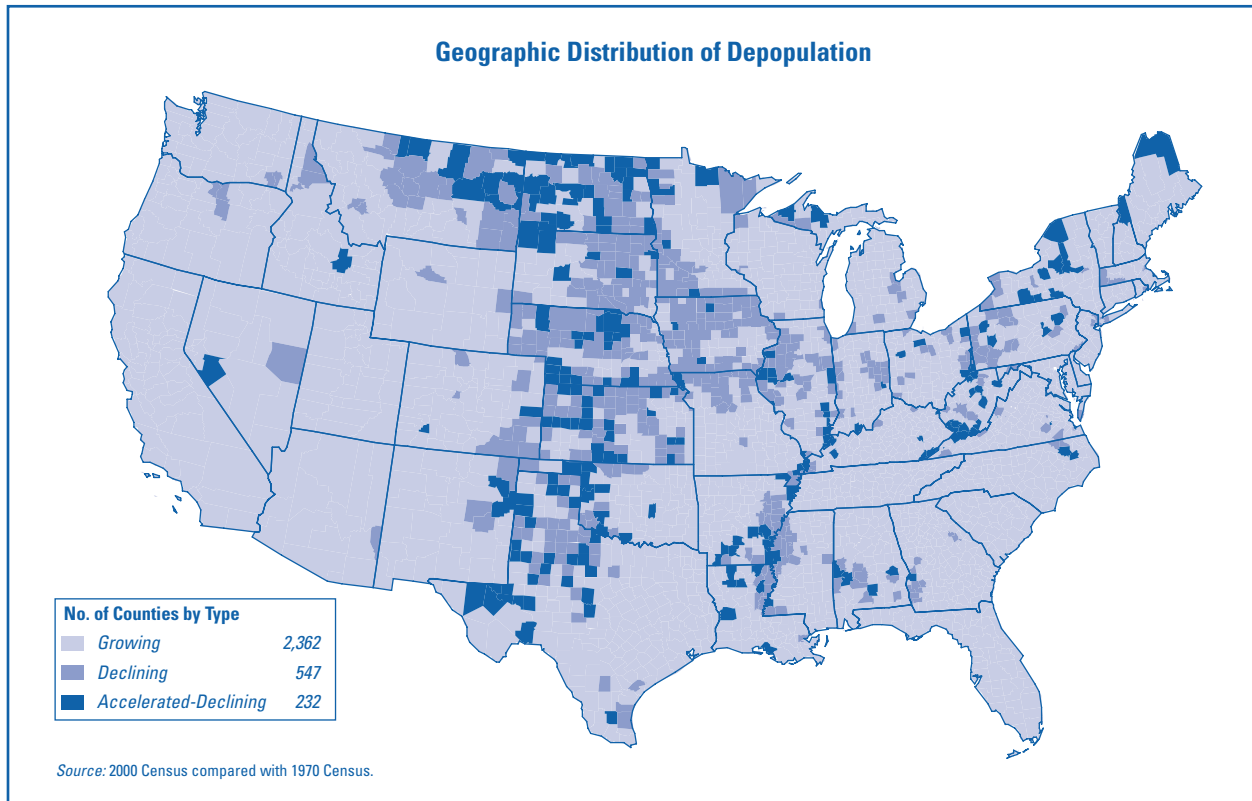 Geographic Distribution of Depopulation
No. of Counties by Type
Growing 2,362
Declining 547
Accelerated-Declining 232
Source: 2000 Census compared with 1970 Census.